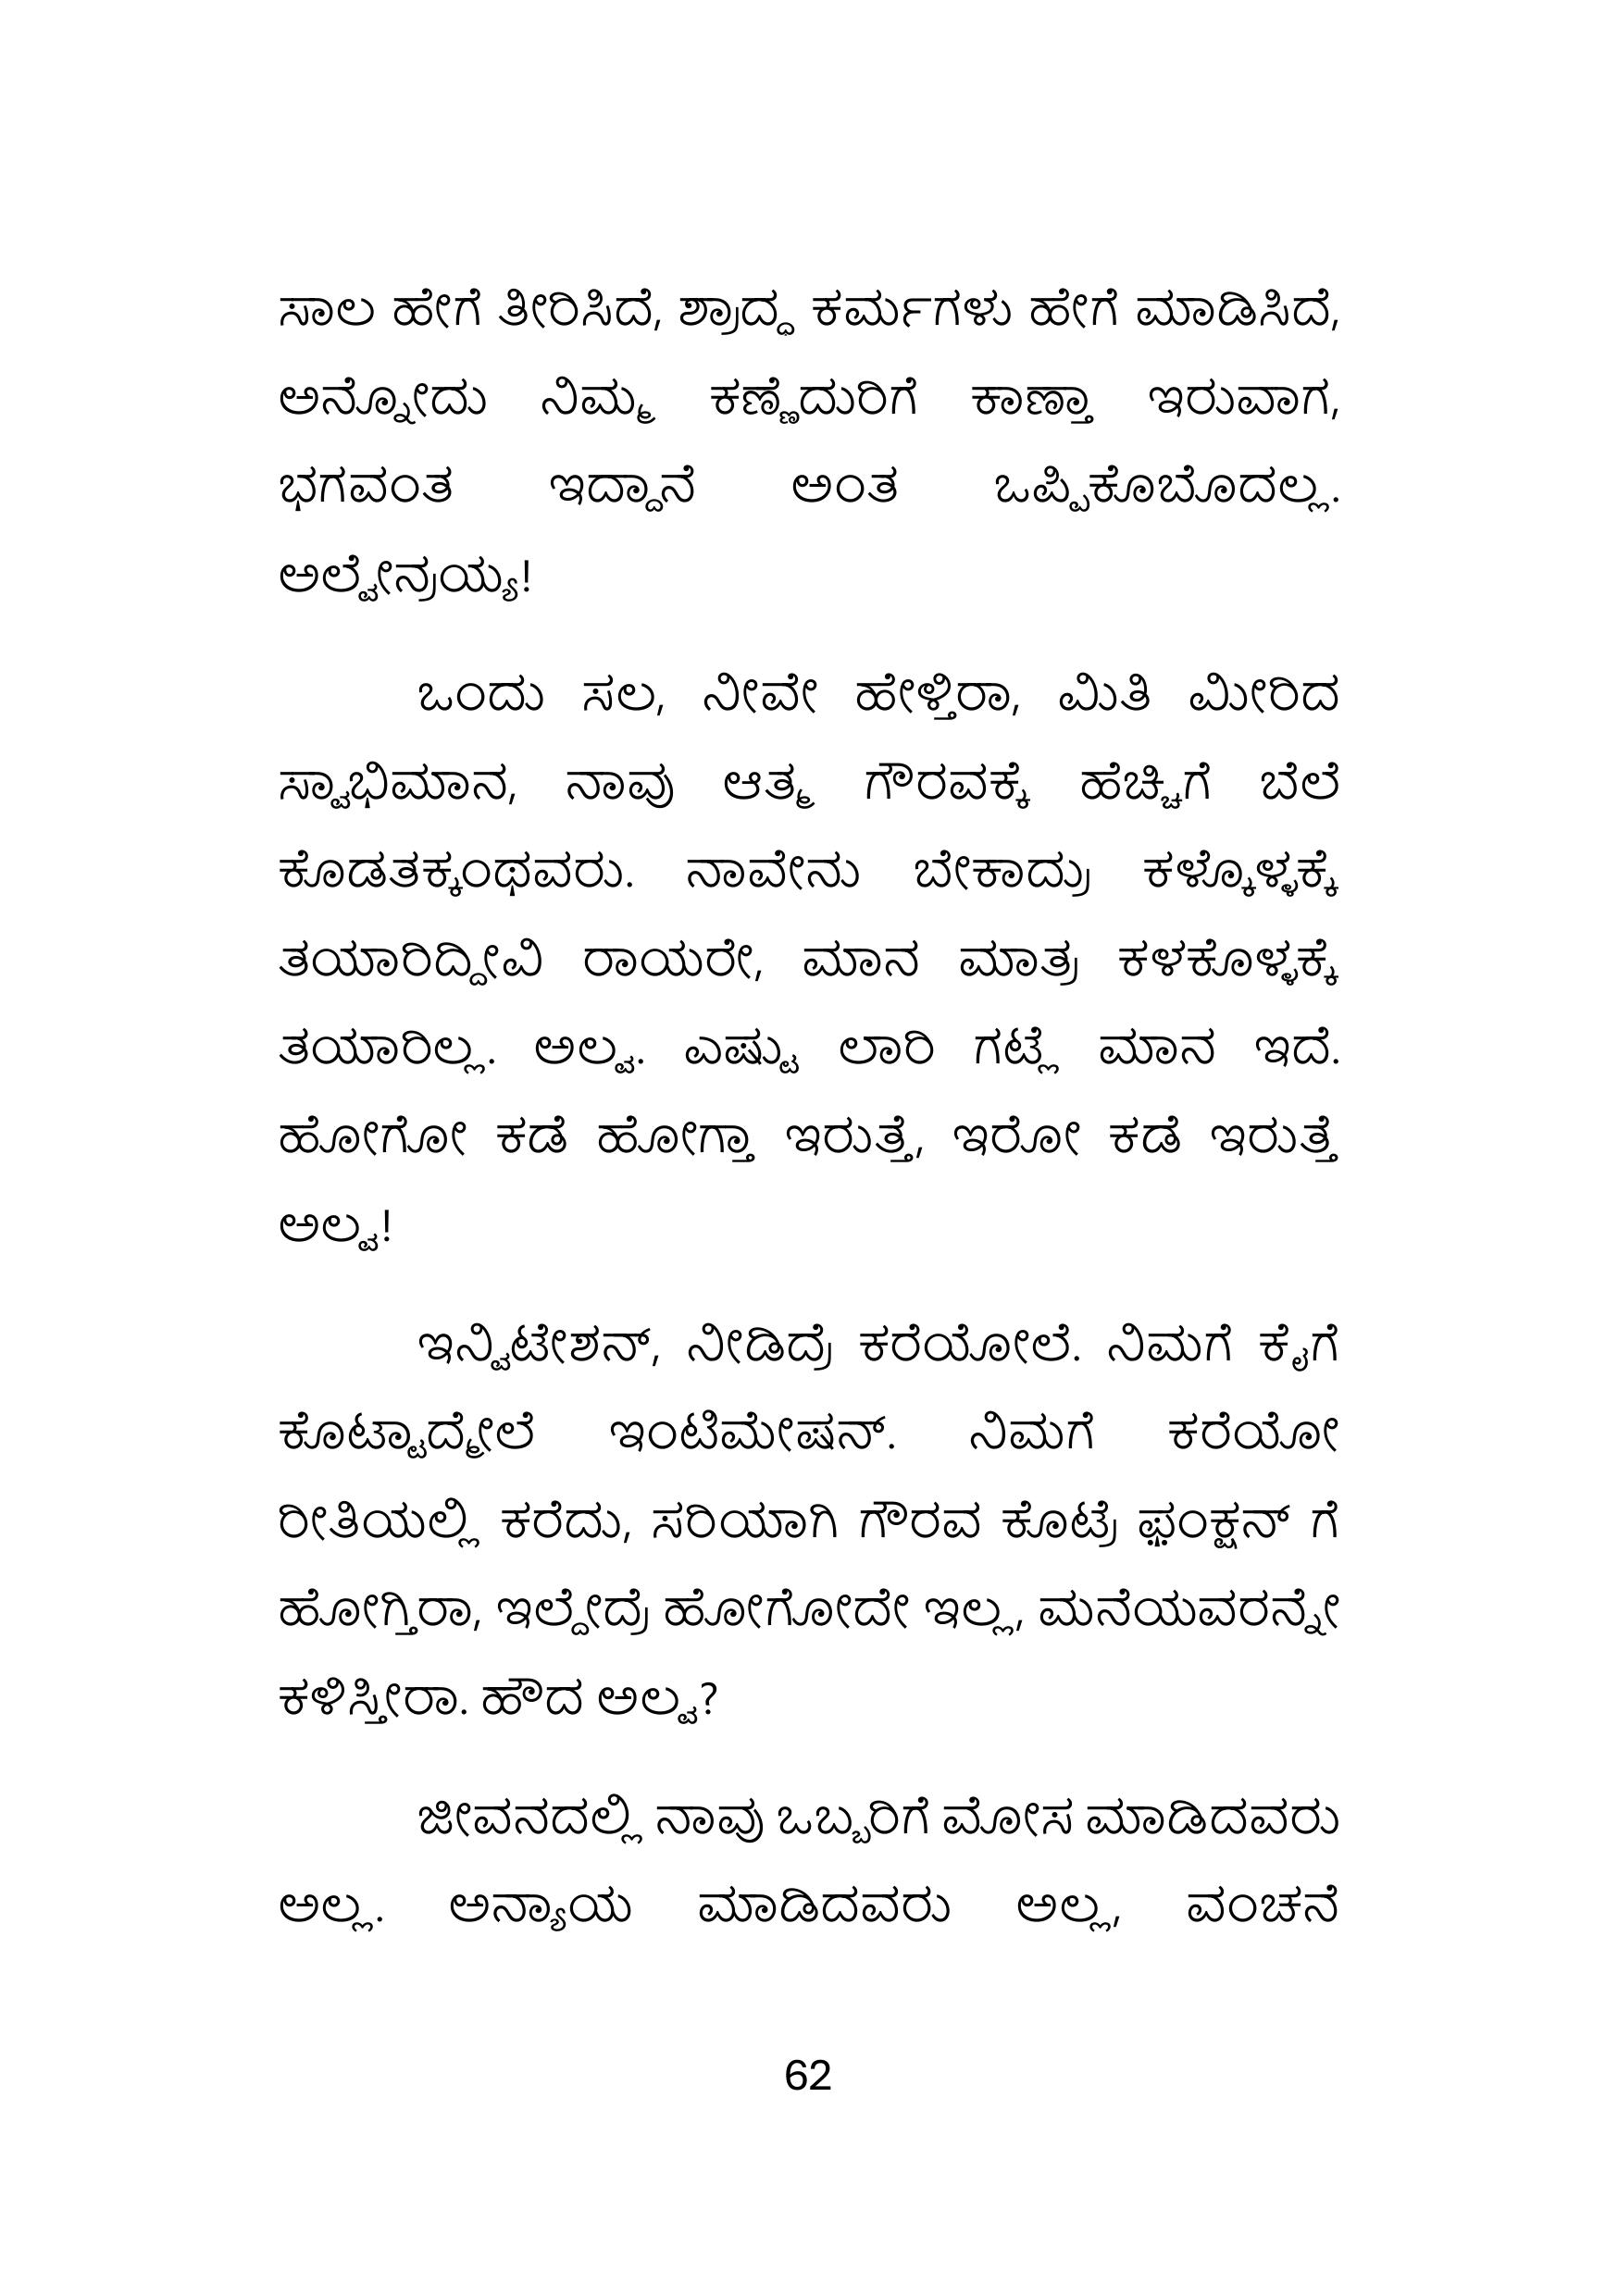 ಸಾಲ ಹೇಗೆ ತೀರಿಸಿದೆ, ಶ್ರಾದ್ಧ ಕರ್ಮಗಳು ಹೇಗೆ ಮಾಡಿಸಿದೆ,
ಅನ್ನೋದು ನಿಮ್ಮ ಕಣ್ಣೆದುರಿಗೆ ಕಾಣ್ತಾ ಇರುವಾಗ,
ಭಗವಂತ ಇದ್ದಾನೆ ಅಂತ ಒಪ್ಪಿಕೊಬೊದಲ್ಲ.
ಅಲ್ವೇನ್ರಯ್ಯ!
ಒಂದು ಸಲ, ನೀವೇ ಹೇಳ್ತಿರಾ, ಮಿತಿ ಮೀರಿದ
ಸ್ವಾಭಿಮಾನ, ನಾವು ಆತ್ಮ ಗೌರವಕ್ಕೆ ಹೆಚ್ಚಿಗೆ ಬೆಲೆ
ಕೊಡತಕ್ಕಂಥವರು. ನಾವೇನು ಬೇಕಾದ್ರು ಕಳ್ಕೊಳ್ಳಕ್ಕೆ
ತಯಾರಿದ್ದೀವಿ ರಾಯರೇ, ಮಾನ ಮಾತ್ರ ಕಳಕೊಳ್ಳಕ್ಕೆ
ತಯಾರಿಲ್ಲ. ಅಲ್ವ. ಎಷ್ಟು ಲಾರಿ ಗಟ್ಲೆ ಮಾನ ಇದೆ.
ಹೋಗೋ ಕಡೆ ಹೋಗ್ತಾ ಇರುತ್ತೆ, ಇರೋ ಕಡೆ ಇರುತ್ತೆ
ಅಲ್ವ!
ಇನ್ವಿಟೇಶನ್, ನೀಡಿದ್ರೆ ಕರೆಯೋಲೆ. ನಿಮಗೆ ಕೈಗೆ
ಕೊಟ್ಟಾದ್ಮೇಲೆ ಇಂಟಿಮೇಷನ್. ನಿಮಗೆ ಕರೆಯೋ
ರೀತಿಯಲ್ಲಿ ಕರೆದು, ಸರಿಯಾಗಿ ಗೌರವ ಕೊಟ್ರೆ ಫ಼ಂಕ್ಷನ್ ಗೆ
ಹೋಗ್ತಿರಾ, ಇಲ್ದೇದ್ರೆ ಹೋಗೋದೇ ಇಲ್ಲ, ಮನೆಯವರನ್ನೇ
ಕಳಿಸ್ತೀರಾ. ಹೌದ ಅಲ್ವ?
ಜೀವನದಲ್ಲಿ ನಾವು ಒಬ್ಬರಿಗೆ ಮೋಸ ಮಾಡಿದವರು
ಅಲ್ಲ. ಅನ್ಯಾಯ ಮಾಡಿದವರು ಅಲ್ಲ, ವಂಚನೆ
62